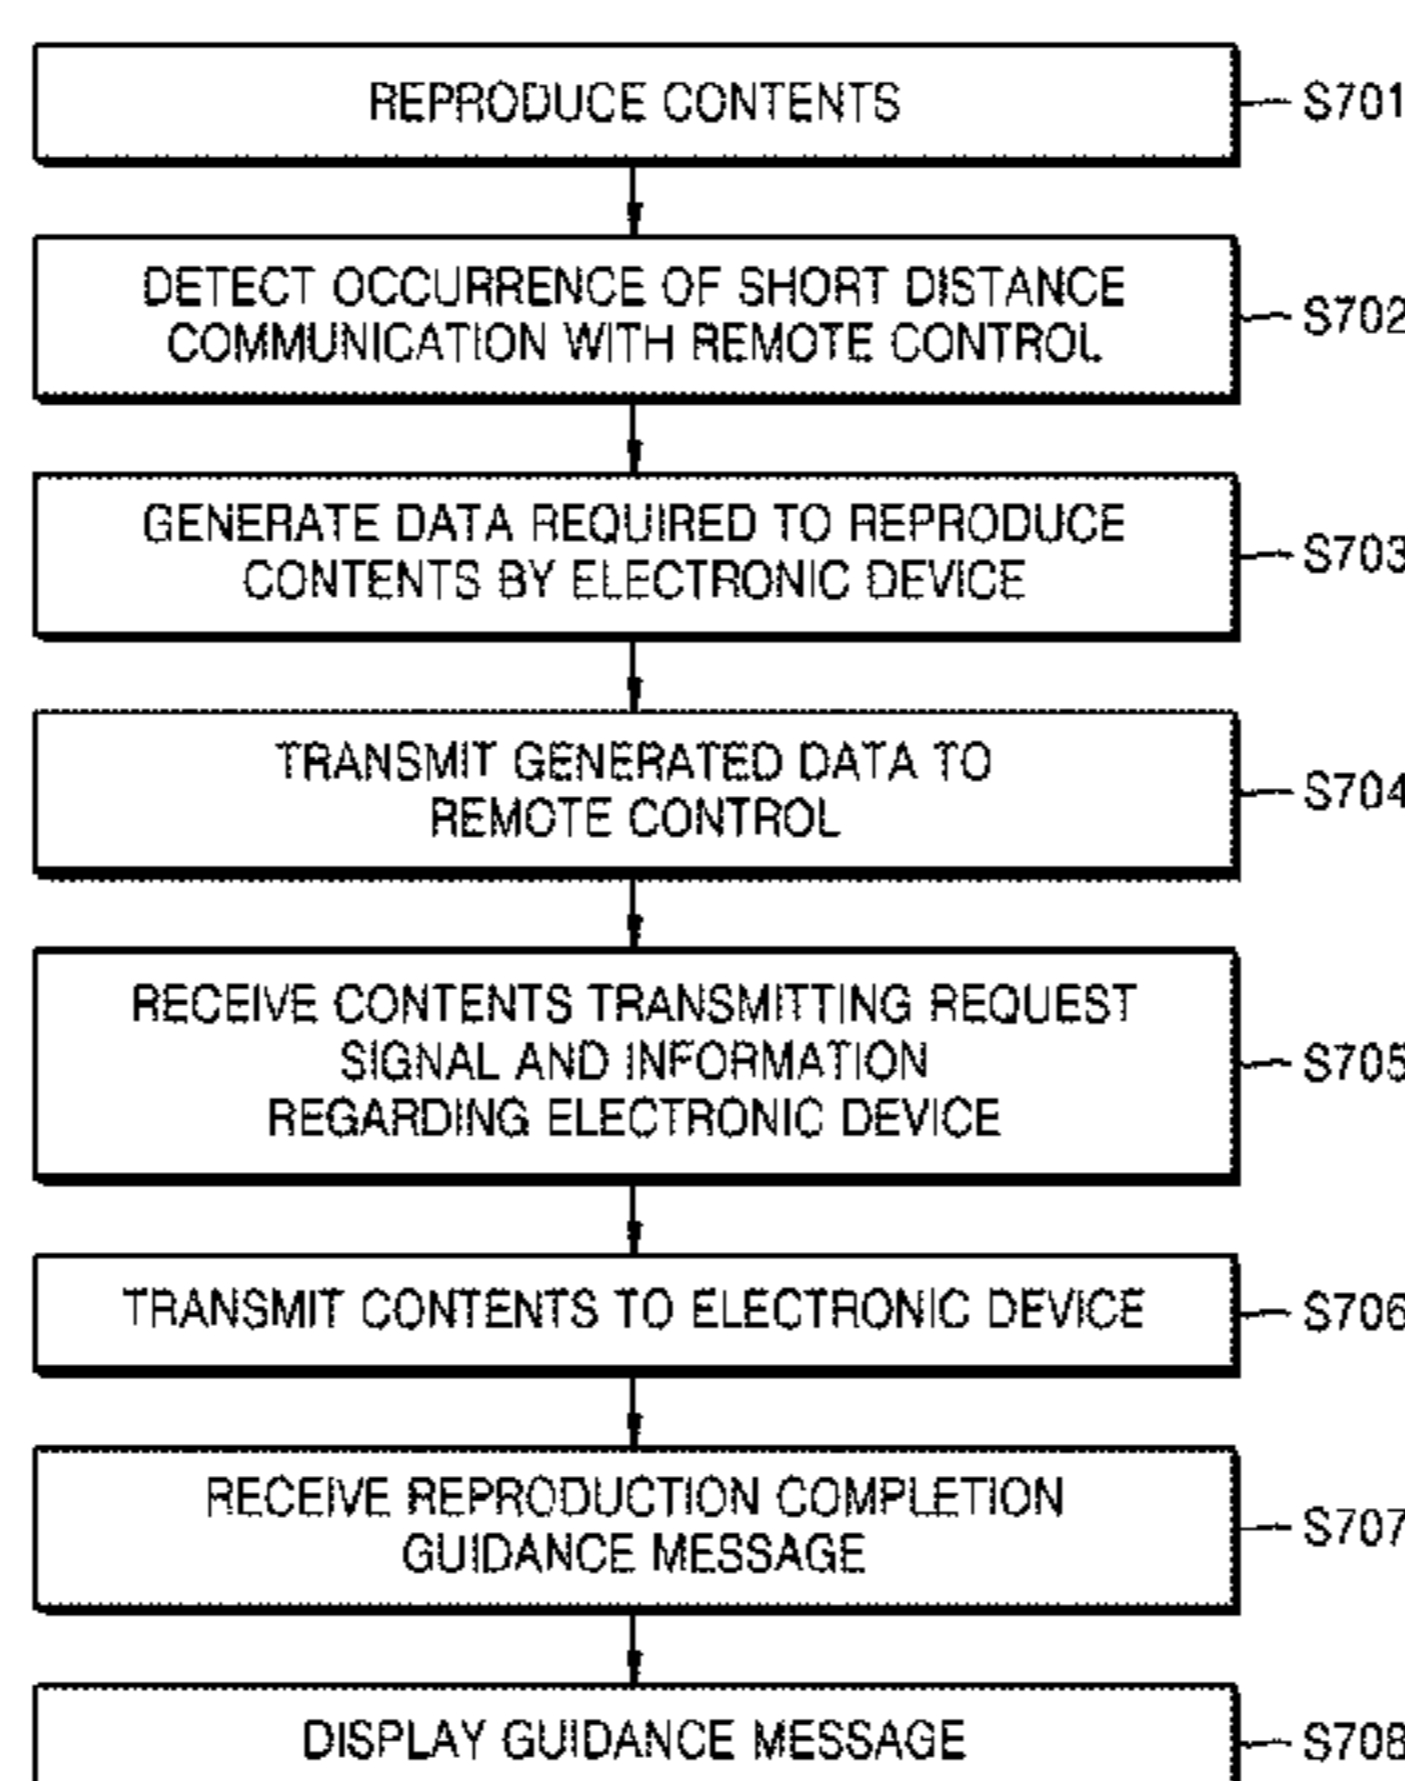 REPRODUCE CONTENTS
S701
DETECT OCCURRENCE OF SHORT DISTANCE
COMMUNICATION WITH REMOTE CONTROL
S702
GENERATE DATA REQUIRED TO REPRODUCE
CONTENTS BY ELECTRONIC DEVICE
S703
TRANSMIT GENERATED DATA TO
REMOTE CONTROL
S704
RECEIVE CONTENTS TRANSMITTING REQUEST
SIGNAL AND INFORMATION
REGARDING ELECTRONIC DEVICE
S705
TRANSMIT CONTENTS TO ELECTRONIC DEVICE
S706
RECEIVE REPRODUCTION COMPLETION
GUIDANCE MESSAGE
S707
DISPLAY GUIDANCE MESSAGE
S708